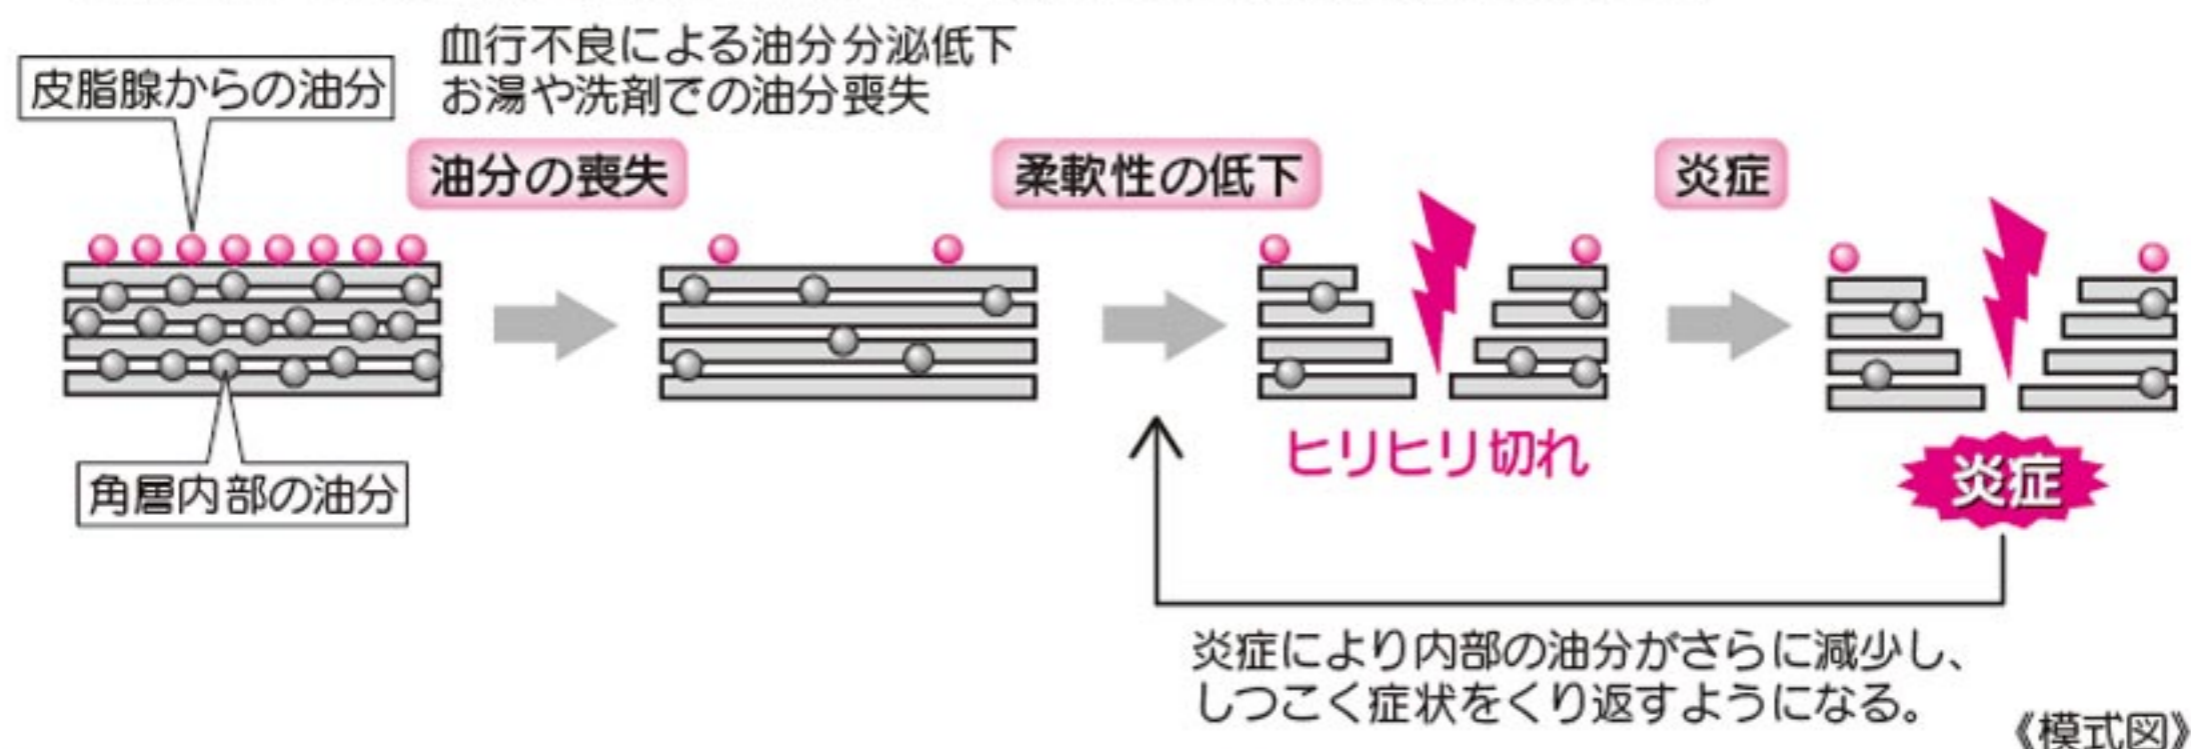 血行不良による油分分泌低下
お湯や洗剤での油分喪失
皮脂腺からの油分
油分の喪失
柔軟性の低下
炎症
ヒリヒリ切れ
炎症
角層内部の油分
炎症により内部の油分がさらに減少し、
しつこく症状をくり返すようになる。
《模式図》